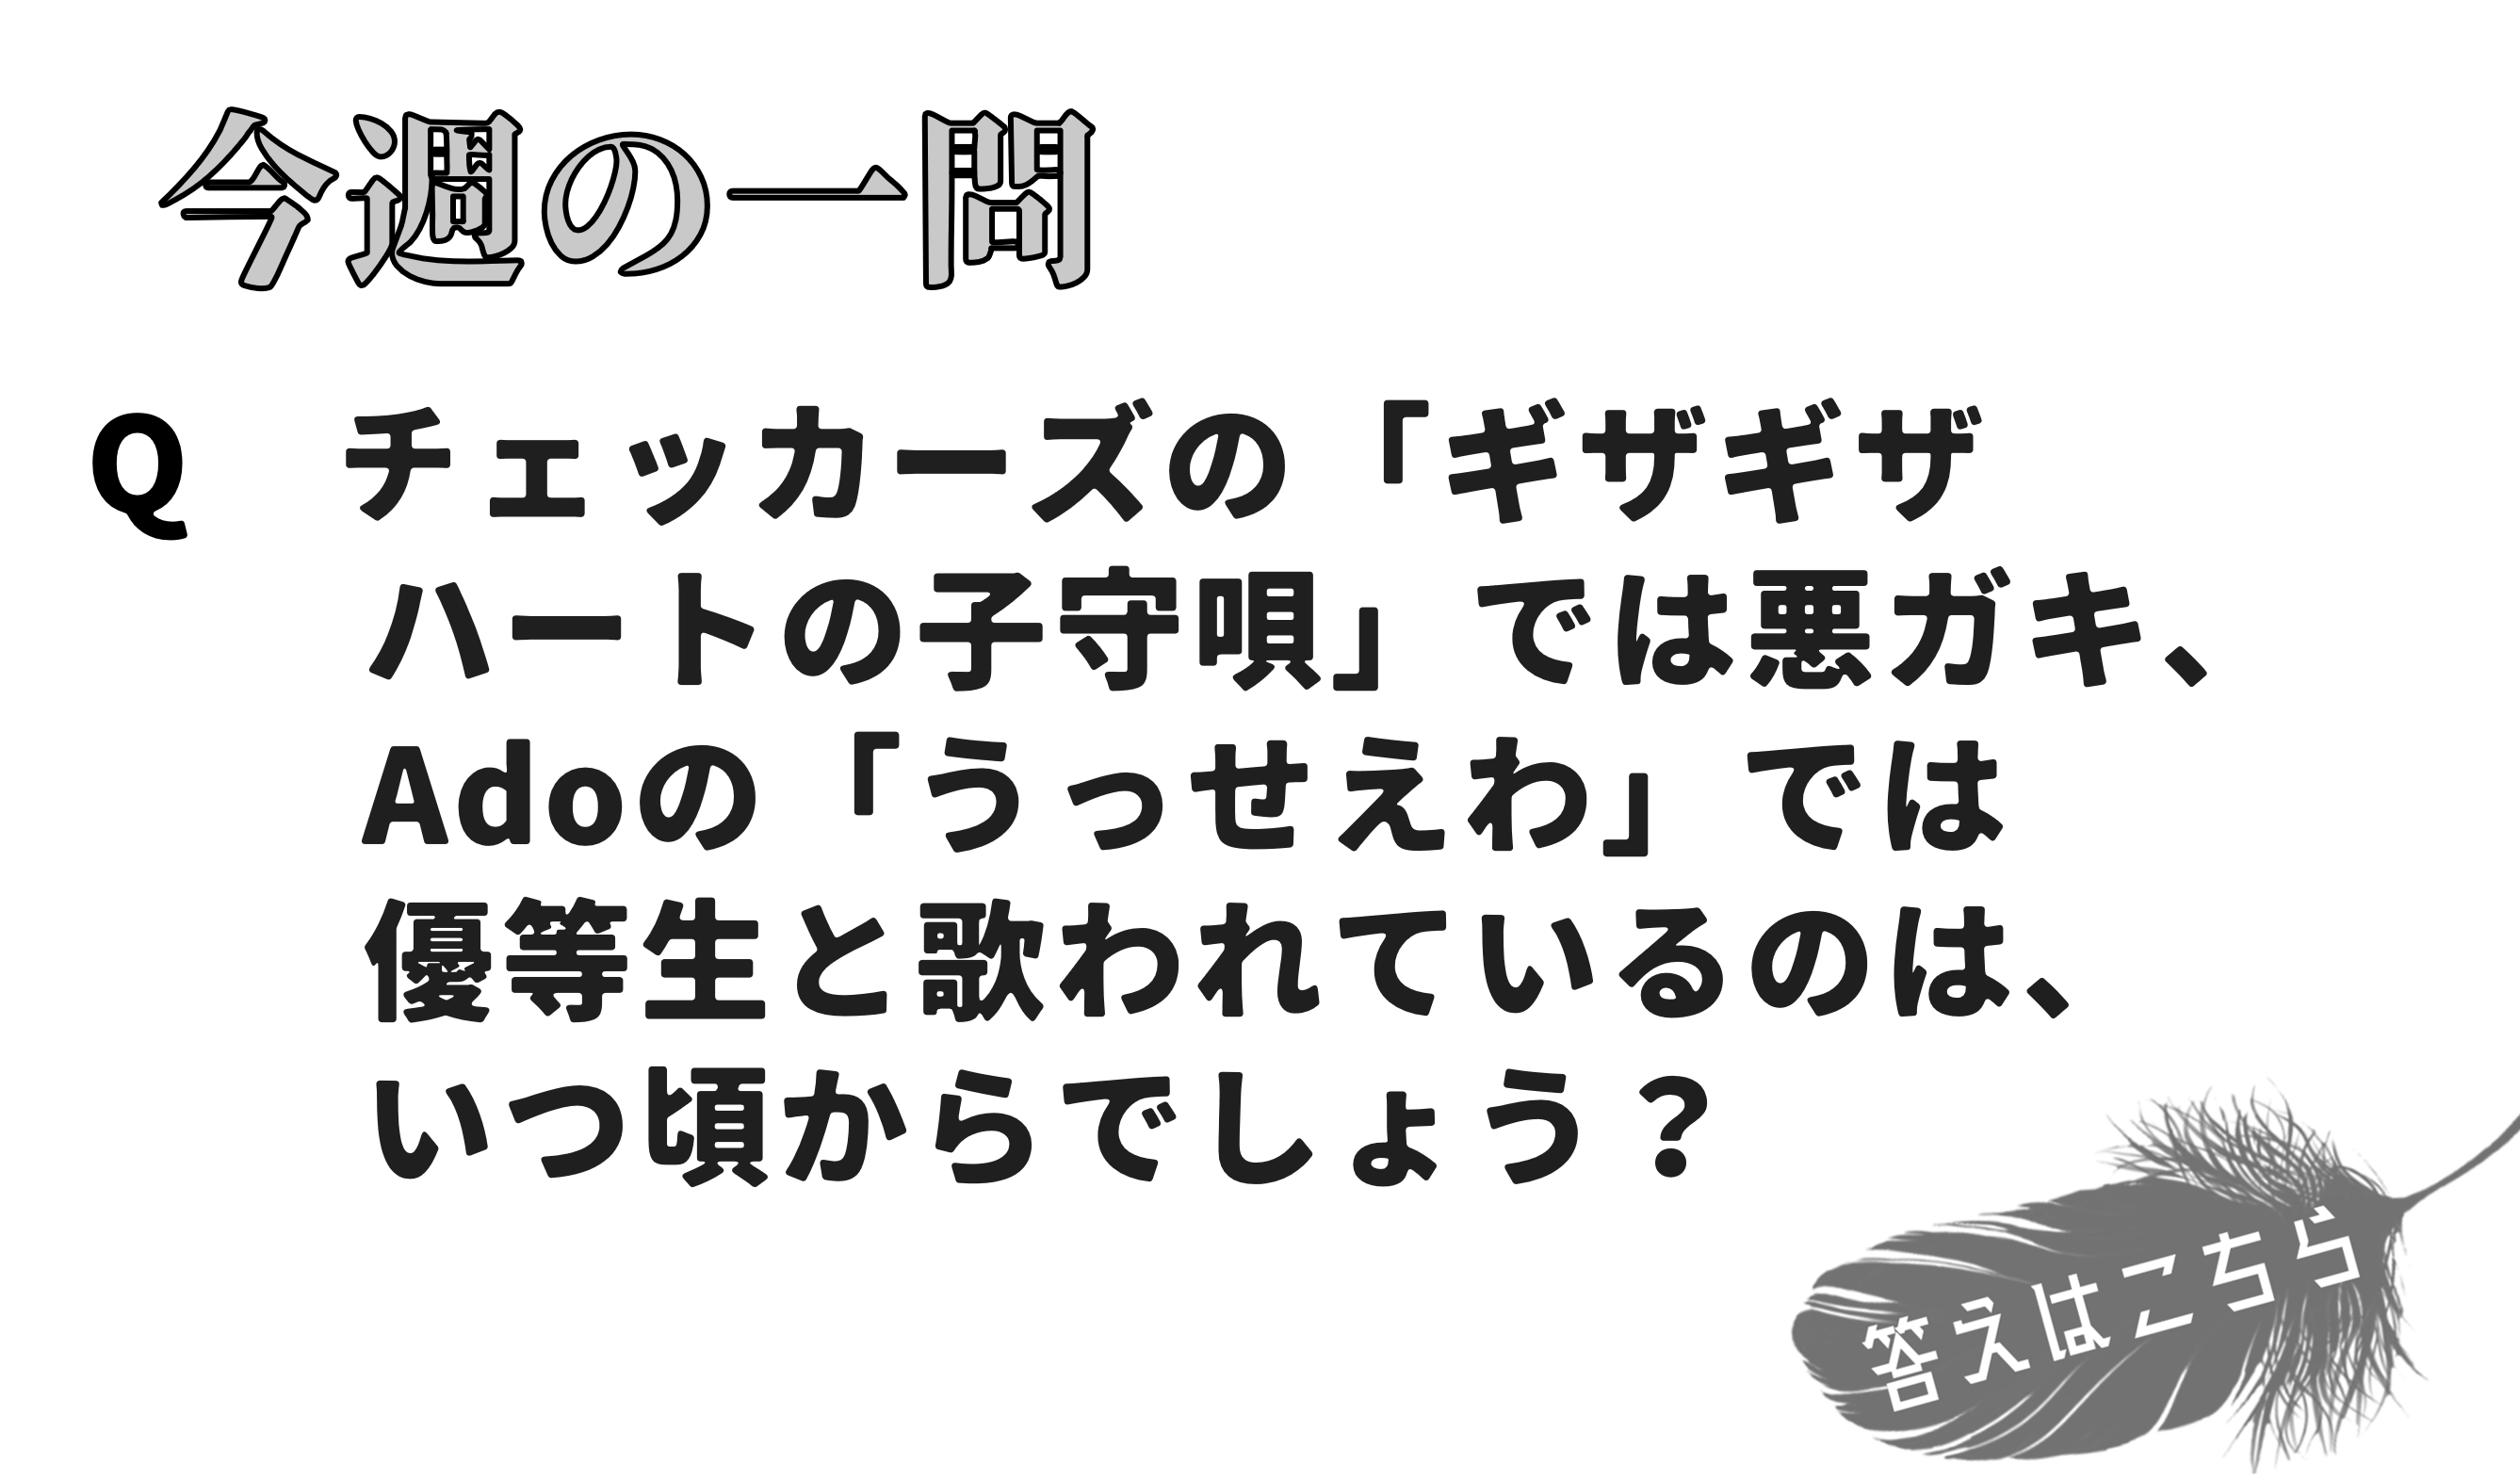 今週の一問
Q チェッカーズの「ギザギザ
ハートの子守唄」では悪ガキ、
Adoの「うっせえわ」では
優等生と歌われているのは、
いつ頃からでしょう？
答えはこちら